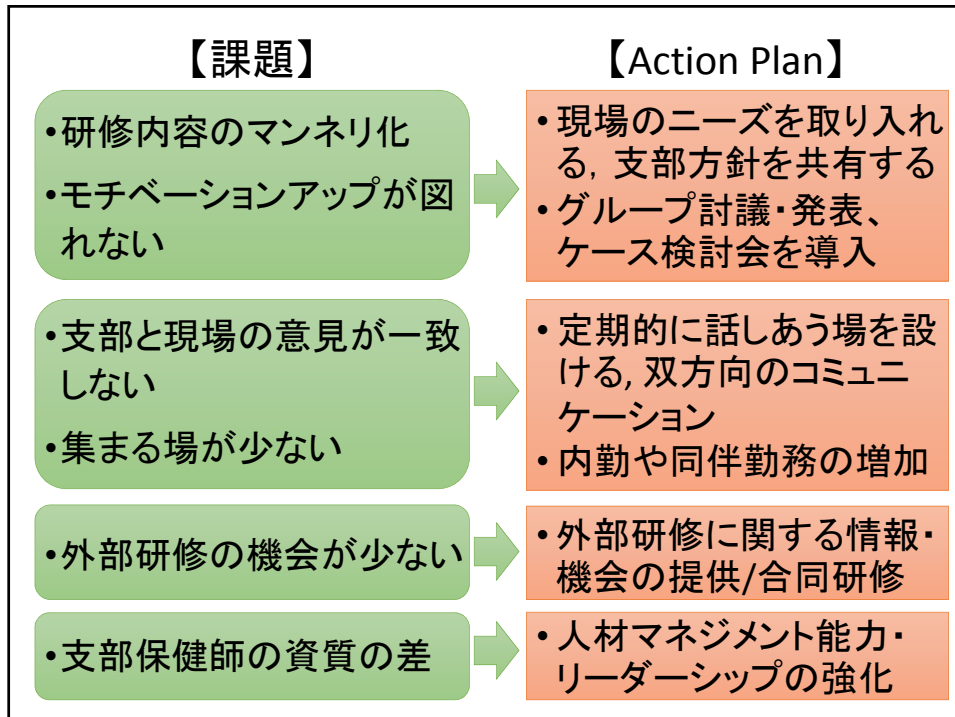 【課題】
【Action Plan】
•研修内容のマンネリ化
•モチベーションアップが図
れない
•現場のニーズを取り入れ
る，支部方針を共有する
•グループ討議・発表、
ケース検討会を導入
•支部と現場の意見が一致
しない
•集まる場が少ない
•定期的に話しあう場を設
ける, 双方向のコミュニ
ケーション
•内勤や同伴勤務の増加
•外部研修の機会が少ない
•外部研修に関する情報・
機会の提供/合同研修
•支部保健師の資質の差
•人材マネジメント能力・
リーダーシップの強化